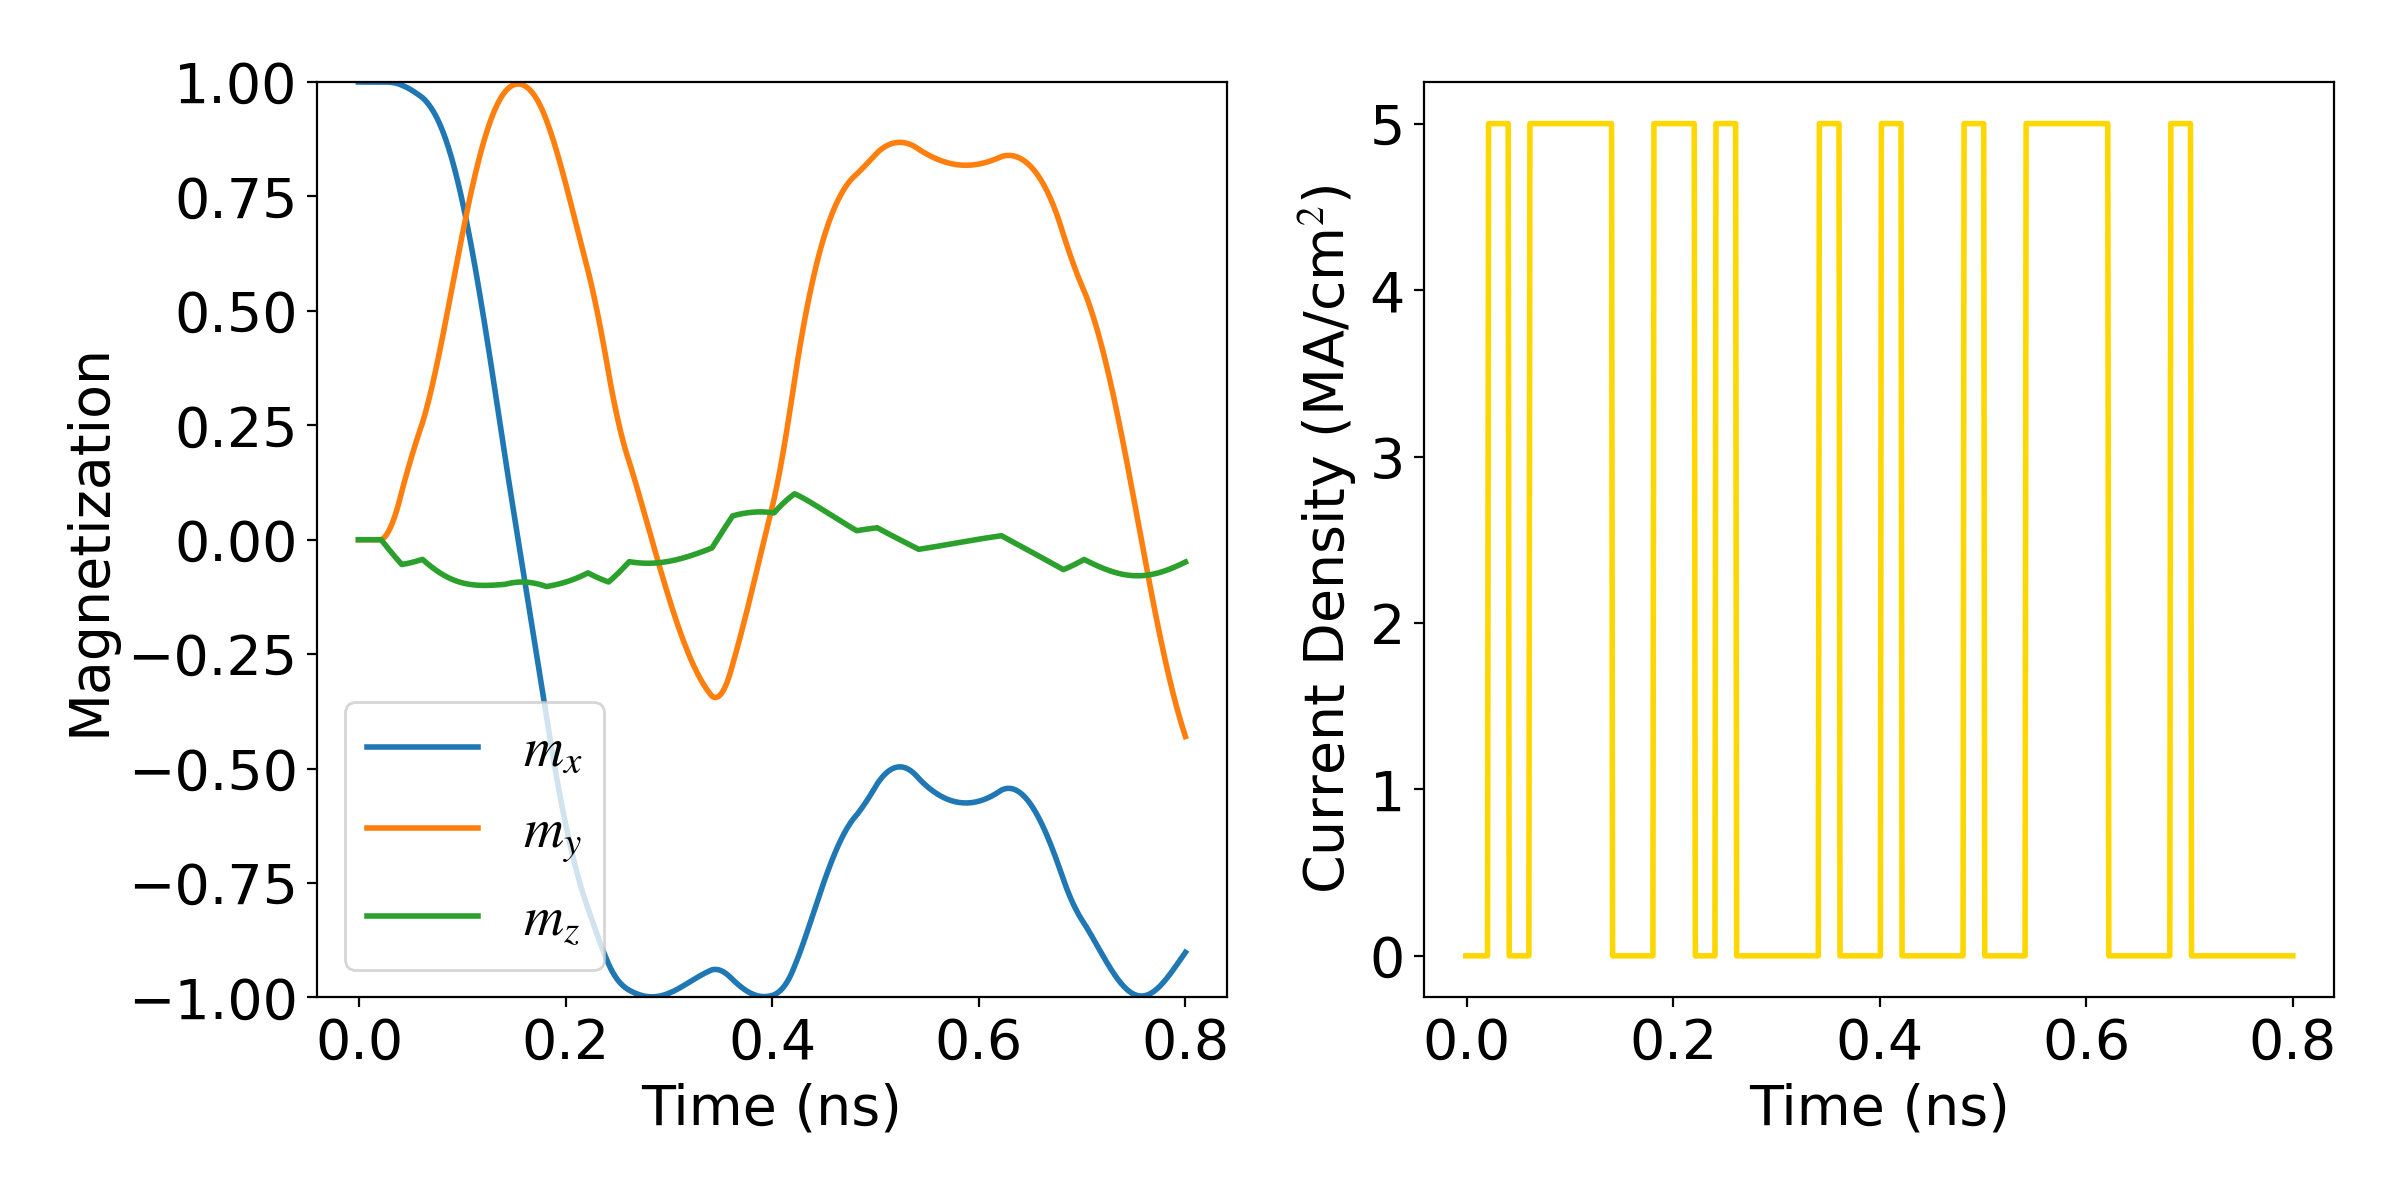 1.00
0.75
0.50
0.25
0.00
−0.25
−0.50
−0.75
−1.00
Magnetization
m_x
m_y
m_z
0.0 0.2 0.4 0.6 0.8
Time (ns)
5
4
3
2
1
0
Current Density (MA/cm²)
0.0 0.2 0.4 0.6 0.8
Time (ns)